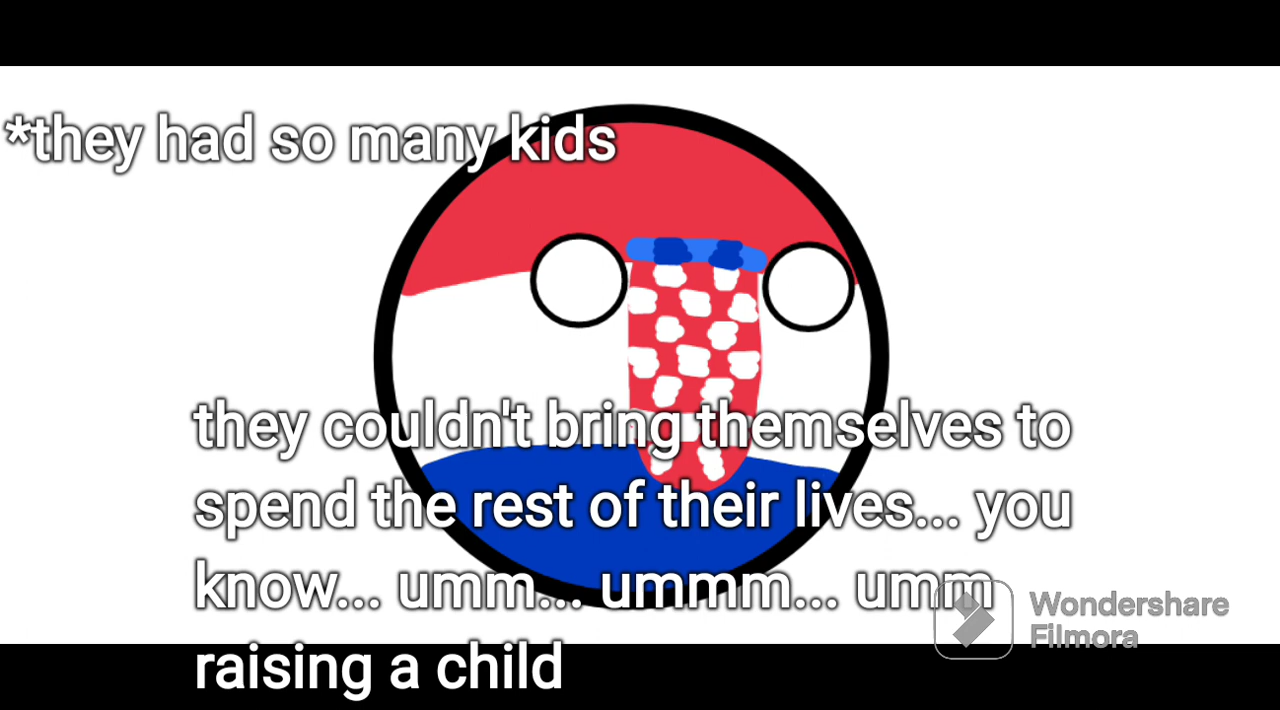 *they had so many kids
they couldn't bring themselves to
spend the rest of their lives... you
know... umm... ummm... umm
raising a child
Wondershare
Filmora